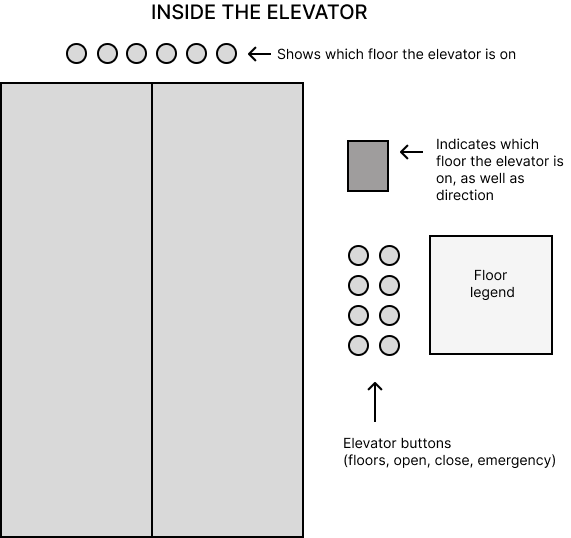 INSIDE THE ELEVATOR
Shows which floor the elevator is on
Indicates which
floor the elevator is
on, as well as
direction
Floor
legend
Elevator buttons
(floors, open, close, emergency)